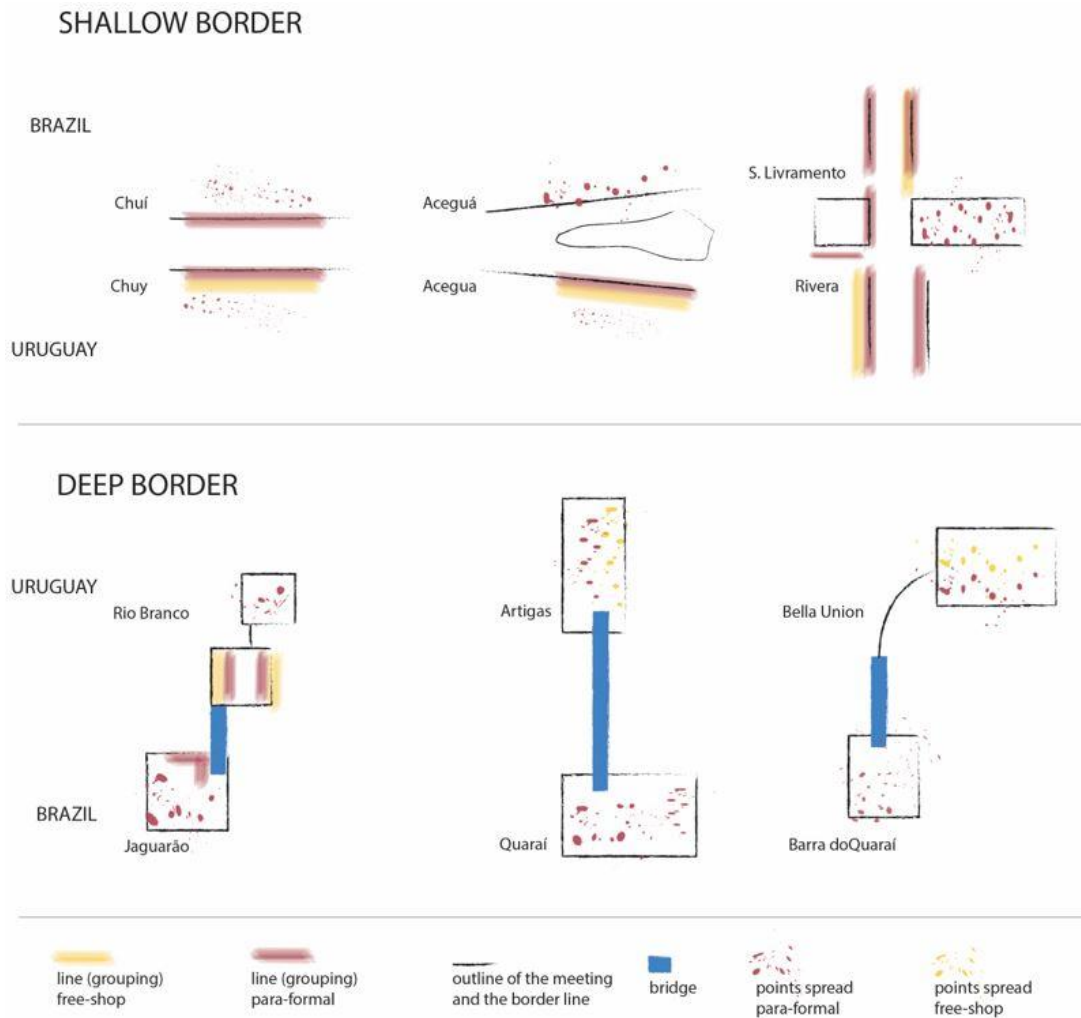 SHALLOW BORDER
BRAZIL
S. Livramento
Chuí
Aceguá
Chuy
Acegua
Rivera
URUGUAY
DEEP BORDER
URUGUAY
Rio Branco
Artigas
Bella Union
BRAZIL
Jaguarão
Quaraí
Barra doQuaraí
line (grouping)
free-shop
line (grouping)
para-formal
outline of the meeting
and the border line
bridge
points spread
para-formal
points spread
free-shop